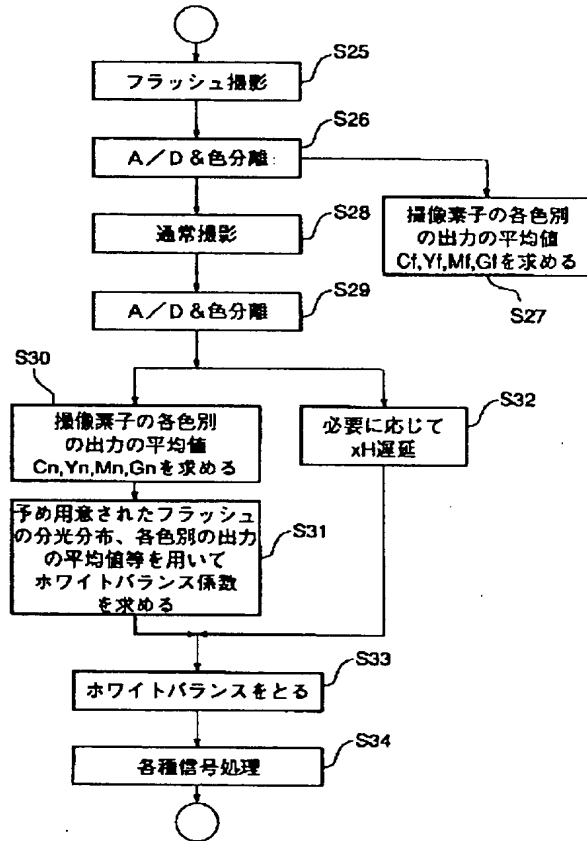 S25
フラッシュ撮影
S26
A/D&色分離
S28
通常撮影
撮像素子の各色別
の出力の平均値
Cf,Yf,Mf,Gfを求める
S27
S29
A/D&色分離
S30
撮像素子の各色別
の出力の平均値
Cn,Yn,Mn,Gnを求める
S32
必要に応じて
xH遅延
予め用意されたフラッシュ
の分光分布、各色別の出力
の平均値等を用いて
ホワイトバランス係数
を求める
S31
S33
ホワイトバランスをとる
S34
各種信号処理